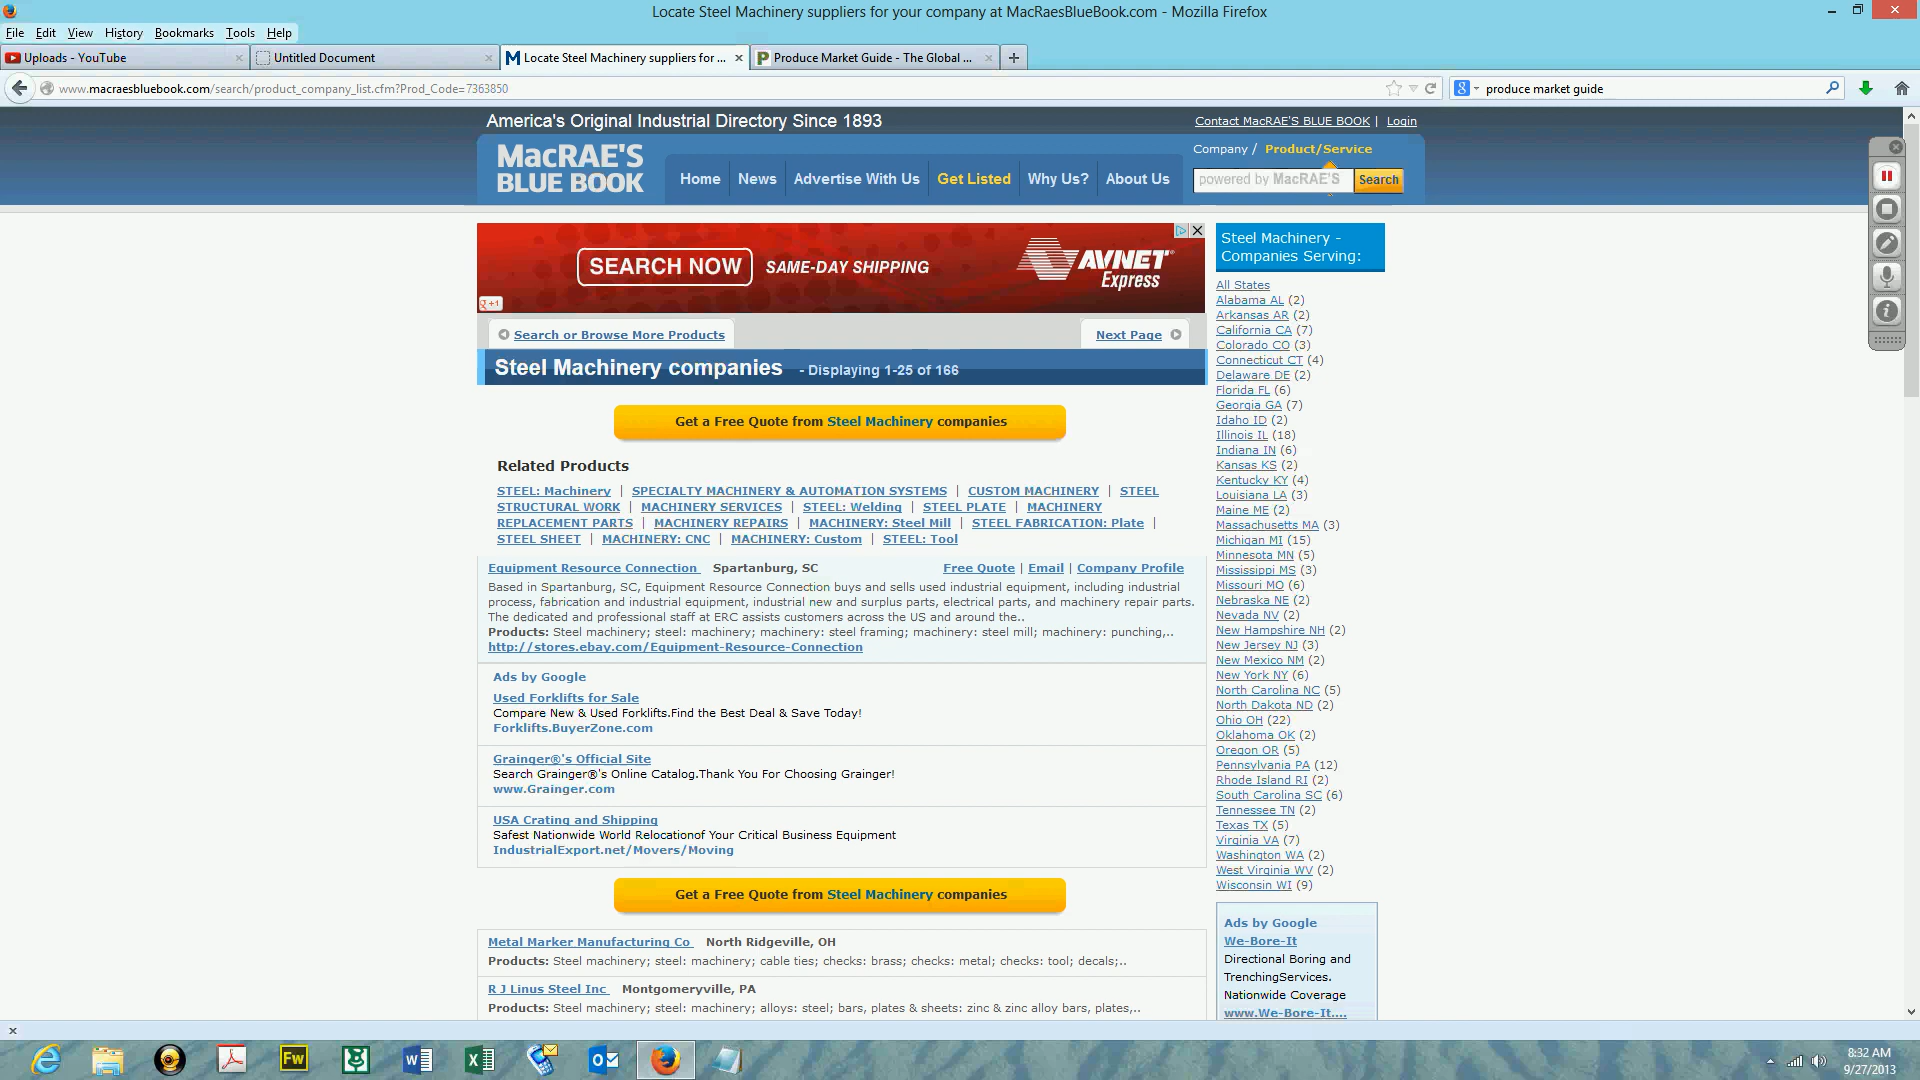 Locate Steel Machinery suppliers for your company at MacRaesBlueBook.com - Mozilla Firefox
File Edit View History Bookmarks Tools Help
Uploads - YouTube
Untitled Document
Locate Steel Machinery suppliers for ...
Produce Market Guide - The Global ...
www.macraesbluebook.com/search/product_company_list.cfm?Prod_Code=7363850
produce market guide
America's Original Industrial Directory Since 1893
Contact MacRAE'S BLUE BOOK | Login
MacRAE'S
BLUE BOOK
Home News Advertise With Us Get Listed Why Us? About Us
Company / Product/Service
powered by MacRAE'S Search
SEARCH NOW SAME-DAY SHIPPING
AVNET
Express
+1
Search or Browse More Products
Next Page
Steel Machinery companies - Displaying 1-25 of 166
Get a Free Quote from Steel Machinery companies
Related Products
STEEL: Machinery | SPECIALTY MACHINERY & AUTOMATION SYSTEMS | CUSTOM MACHINERY | STEEL
STRUCTURAL WORK | MACHINERY SERVICES | STEEL: Welding | STEEL PLATE | MACHINERY
REPLACEMENT PARTS | MACHINERY REPAIRS | MACHINERY: Steel Mill | STEEL FABRICATION: Plate |
STEEL SHEET | MACHINERY: CNC | MACHINERY: Custom | STEEL: Tool
Equipment Resource Connection Spartanburg, SC Free Quote | Email | Company Profile
Based in Spartanburg, SC, Equipment Resource Connection buys and sells used industrial equipment, including industrial
process, fabrication and industrial equipment, industrial new and surplus parts, electrical parts, and machinery repair parts.
The dedicated and professional staff at ERC assists customers across the US and around the..
Products: Steel machinery; steel: machinery; machinery: steel framing; machinery: steel mill; machinery: punching,..
http://stores.ebay.com/Equipment-Resource-Connection
Ads by Google
Used Forklifts for Sale
Compare New & Used Forklifts.Find the Best Deal & Save Today!
Forklifts.BuyerZone.com
Grainger®'s Official Site
Search Grainger®'s Online Catalog.Thank You For Choosing Grainger!
www.Grainger.com
USA Crating and Shipping
Safest Nationwide World Relocationof Your Critical Business Equipment
IndustrialExport.net/Movers/Moving
Get a Free Quote from Steel Machinery companies
Metal Marker Manufacturing Co North Ridgeville, OH
Products: Steel machinery; steel: machinery; cable ties; checks: brass; checks: metal; checks: tool; decals;..
R J Linus Steel Inc Montgomeryville, PA
Products: Steel machinery; steel: machinery; alloys: steel; bars, plates & sheets: zinc & zinc alloy bars, plates,..
Steel Machinery -
Companies Serving:
All States
Alabama AL (2)
Arkansas AR (2)
California CA (7)
Colorado CO (3)
Connecticut CT (4)
Delaware DE (2)
Florida FL (6)
Georgia GA (7)
Idaho ID (2)
Illinois IL (18)
Indiana IN (6)
Kansas KS (2)
Kentucky KY (4)
Louisiana LA (3)
Maine ME (2)
Massachusetts MA (3)
Michigan MI (15)
Minnesota MN (5)
Mississippi MS (3)
Missouri MO (6)
Nebraska NE (2)
Nevada NV (2)
New Hampshire NH (2)
New Jersey NJ (3)
New Mexico NM (2)
New York NY (6)
North Carolina NC (5)
North Dakota ND (2)
Ohio OH (22)
Oklahoma OK (2)
Oregon OR (5)
Pennsylvania PA (12)
Rhode Island RI (2)
South Carolina SC (6)
Tennessee TN (2)
Texas TX (5)
Virginia VA (7)
Washington WA (2)
West Virginia WV (2)
Wisconsin WI (9)
Ads by Google
We-Bore-It
Directional Boring and
TrenchingServices.
Nationwide Coverage
www.We-Bore-It....
Fw
8:32 AM
9/27/2013